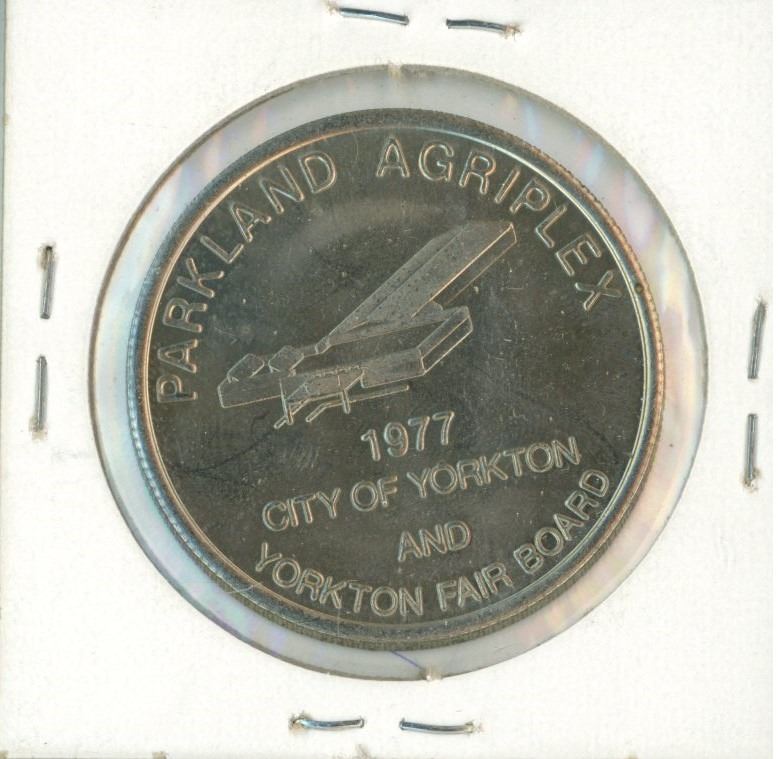 PARKLAND AGRIPLEX
1977
CITY OF YORKTON
AND
YORKTON FAIR BOARD